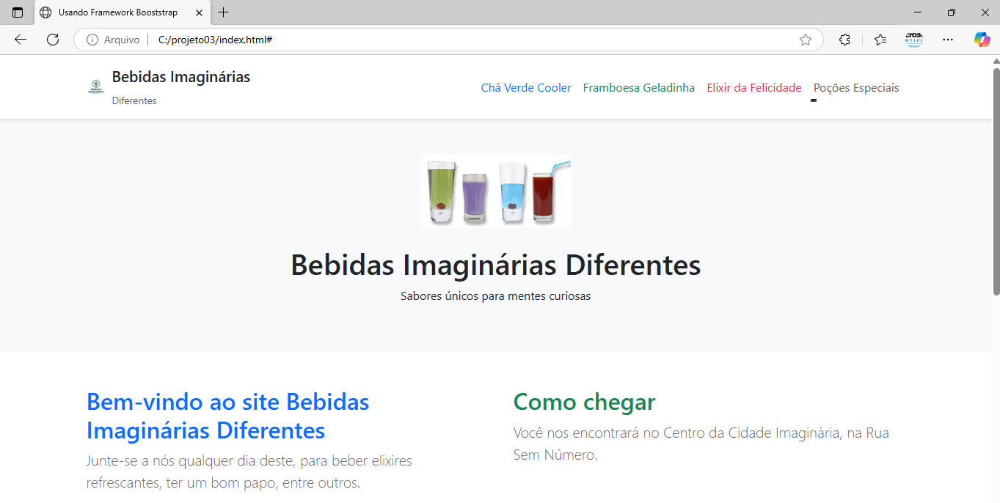 Usando Framework Booststrap
Arquivo
C:/projeto03/index.html#
Bebidas Imaginárias
Diferentes
Chá Verde Cooler
Framboesa Geladinha
Elixir da Felicidade
Poções Especiais
Bebidas Imaginárias Diferentes
Sabores únicos para mentes curiosas
Bem-vindo ao site Bebidas
Imaginárias Diferentes
Junte-se a nós qualquer dia deste, para beber elixires
refrescantes, ter um bom papo, entre outros.
Como chegar
Você nos encontrará no Centro da Cidade Imaginária, na Rua
Sem Número.